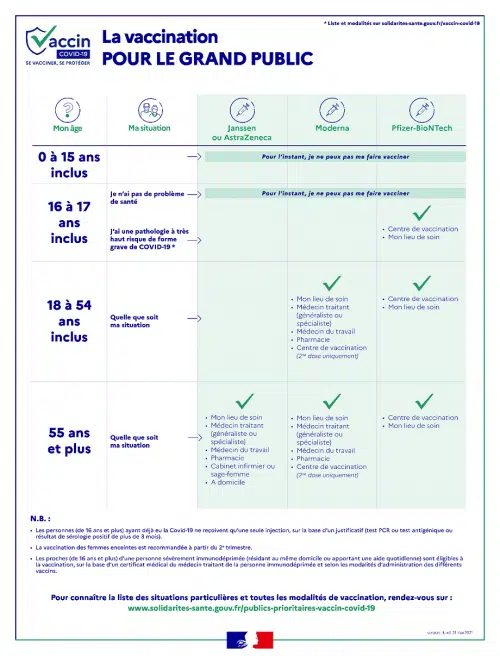 * Liste et modalités sur solidarites-sante.gouv.fr/vaccin-covid-19
Vaccin
COVID-19
SE VACCINER, SE PROTÉGER
La vaccination
POUR LE GRAND PUBLIC
Mon âge
Ma situation
Janssen
ou AstraZeneca
Moderna
Pfizer-BioNTech
0 à 15 ans
inclus
Pour l'instant, je ne peux pas me faire vacciner
16 à 17
ans
inclus
Je n'ai pas de problème
de santé
Pour l'instant, je ne peux pas me faire vacciner
J'ai une pathologie à très
haut risque de forme
grave de COVID-19 *
• Centre de vaccination
• Mon lieu de soin
18 à 54
ans
inclus
Quelle que soit
ma situation
• Mon lieu de soin
• Médecin traitant
(généraliste ou
spécialiste)
• Médecin du travail
• Pharmacie
• Centre de vaccination
(2nde dose uniquement)
• Centre de vaccination
• Mon lieu de soin
55 ans
et plus
Quelle que soit
ma situation
• Mon lieu de soin
• Médecin traitant
(généraliste ou
spécialiste)
• Médecin du travail
• Pharmacie
• Cabinet infirmier ou
sage-femme
• A domicile
• Mon lieu de soin
• Médecin traitant
(généraliste ou
spécialiste)
• Médecin du travail
• Pharmacie
• Centre de vaccination
(2nde dose uniquement)
• Centre de vaccination
• Mon lieu de soin
N.B. :
• Les personnes (de 16 ans et plus) ayant déjà eu la Covid-19 ne reçoivent qu'une seule injection, sur la base d'un justificatif (test PCR ou test antigénique ou
résultat de sérologie positif de plus de 3 mois).
• La vaccination des femmes enceintes est recommandée à partir du 2e trimestre.
• Les proches (de 16 ans et plus) d'une personne sévèrement immunodéprimée (résidant au même domicile ou apportant une aide quotidienne) sont éligibles à
la vaccination, sur la base d'un certificat médical du médecin traitant de la personne immunodéprimée et selon les modalités d'administration des différents
vaccins.
Pour connaître la liste des situations particulières et toutes les modalités de vaccination, rendez-vous sur :
www.solidarites-sante.gouv.fr/publics-prioritaires-vaccin-covid-19